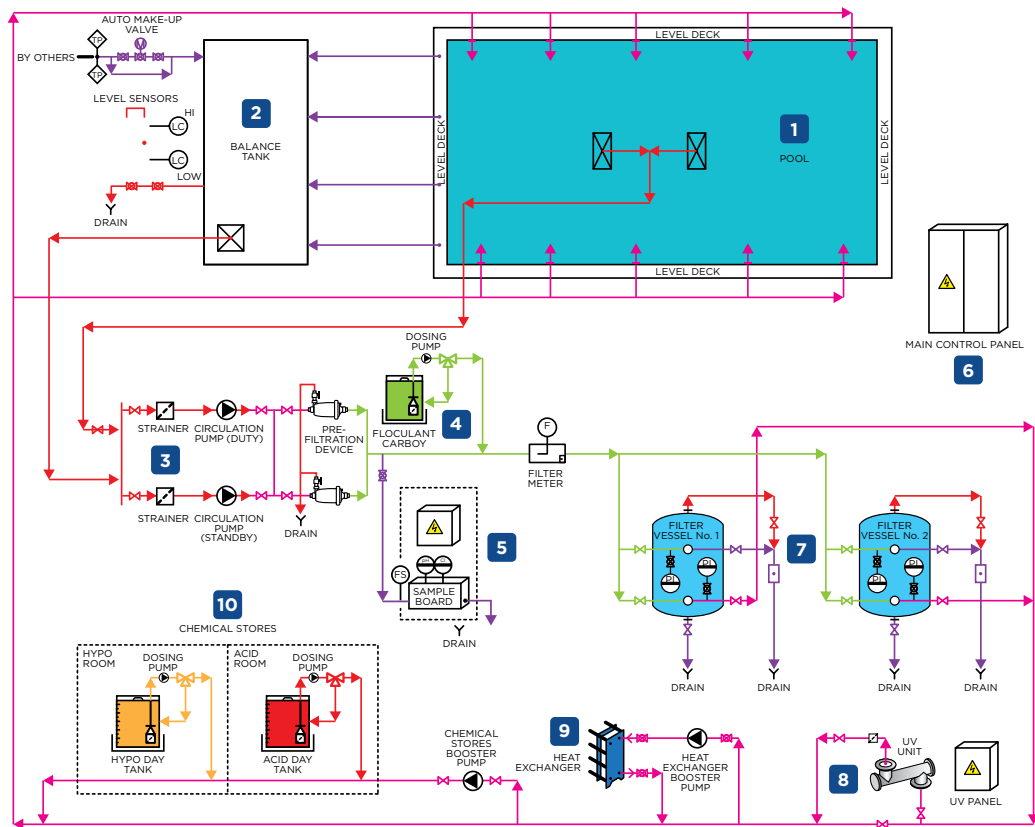 AUTO MAKE-UP
VALVE
TP
M
BY OTHERS
TP
LEVEL SENSORS
HI
LC
LC
LOW
DRAIN
2
BALANCE
TANK
LEVEL DECK
LEVEL DECK
LEVEL DECK
LEVEL DECK
1
POOL
MAIN CONTROL PANEL
6
DOSING
PUMP
4
FLOCULANT
CARBOY
STRAINER
CIRCULATION
PUMP (DUTY)
3
PRE-
FILTRATION
DEVICE
STRAINER
CIRCULATION
PUMP
(STANDBY)
DRAIN
F
FILTER
METER
F
5
FS
SAMPLE
BOARD
DRAIN
FILTER
VESSEL No. 1
PI
PI
DRAIN
DRAIN
7
FILTER
VESSEL No. 2
PI
PI
DRAIN
DRAIN
10
CHEMICAL STORES
HYPO
ROOM
DOSING
PUMP
HYPO DAY
TANK
ACID
ROOM
DOSING
PUMP
ACID DAY
TANK
CHEMICAL
STORES
BOOSTER
PUMP
9
HEAT
EXCHANGER
HEAT
EXCHANGER
BOOSTER
PUMP
UV
UNIT
8
UV PANEL